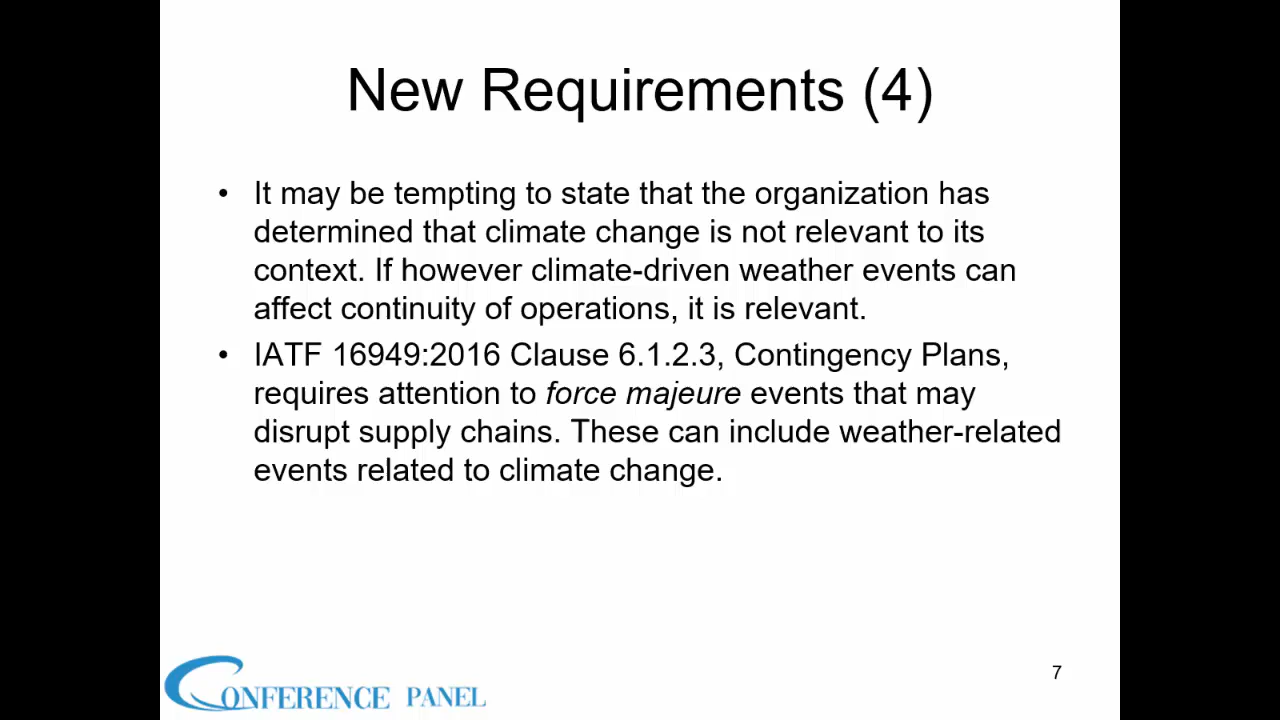 New Requirements (4)
• It may be tempting to state that the organization has
determined that climate change is not relevant to its
context. If however climate-driven weather events can
affect continuity of operations, it is relevant.
• IATF 16949:2016 Clause 6.1.2.3, Contingency Plans,
requires attention to force majeure events that may
disrupt supply chains. These can include weather-related
events related to climate change.
CONFERENCE PANEL
7